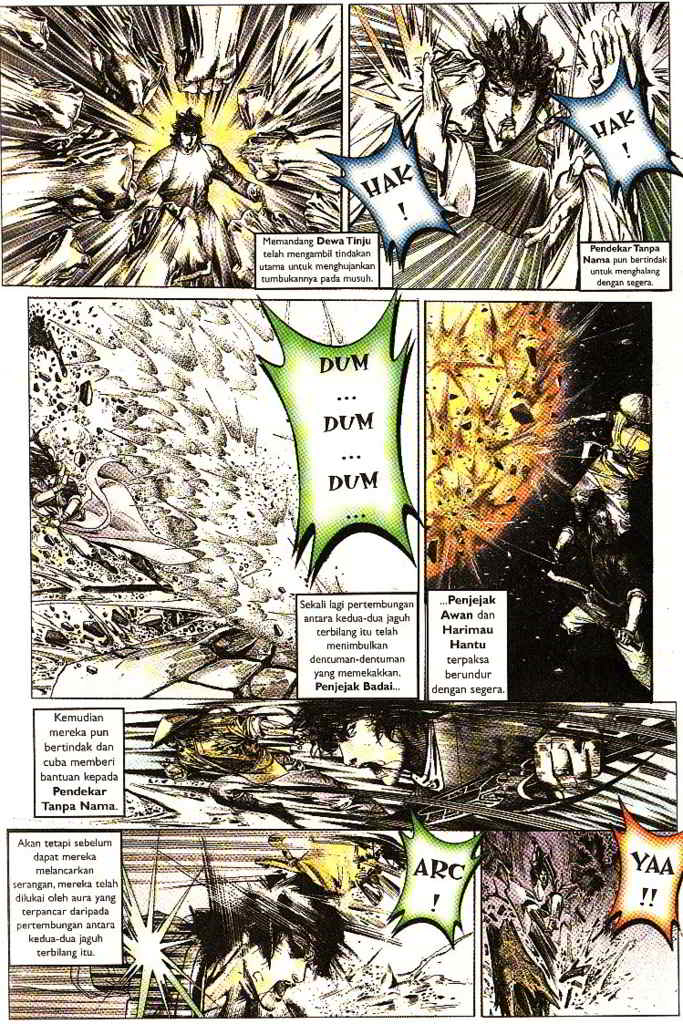 HAK
!
HAK
!
Memandang Dewa Tinju
telah mengambil tindakan
utama untuk menghujankan
tumbukannya pada musuh.
Pendekar Tanpa
Nama pun bertindak
untuk menghalang
dengan segera.
DUM
...
DUM
...
DUM
...
Sekali lagi pertembungan
antara kedua-dua jaguh
terbilang itu telah
menimbulkan
dentuman-dentuman
yang memekakkan.
Penjejak Badai...
...Penjejak
Awan dan
Harimau
Hantu
terpaksa
berundur
dengan segera.
Kemudian
mereka pun
bertindak dan
cuba memberi
bantuan kepada
Pendekar
Tanpa Nama.
Akan tetapi sebelum
dapat mereka
melancarkan
serangan, mereka telah
dilukai oleh aura yang
terpancar daripada
pertembungan antara
kedua-dua jaguh
terbilang itu.
ARC
!
YAA
!!